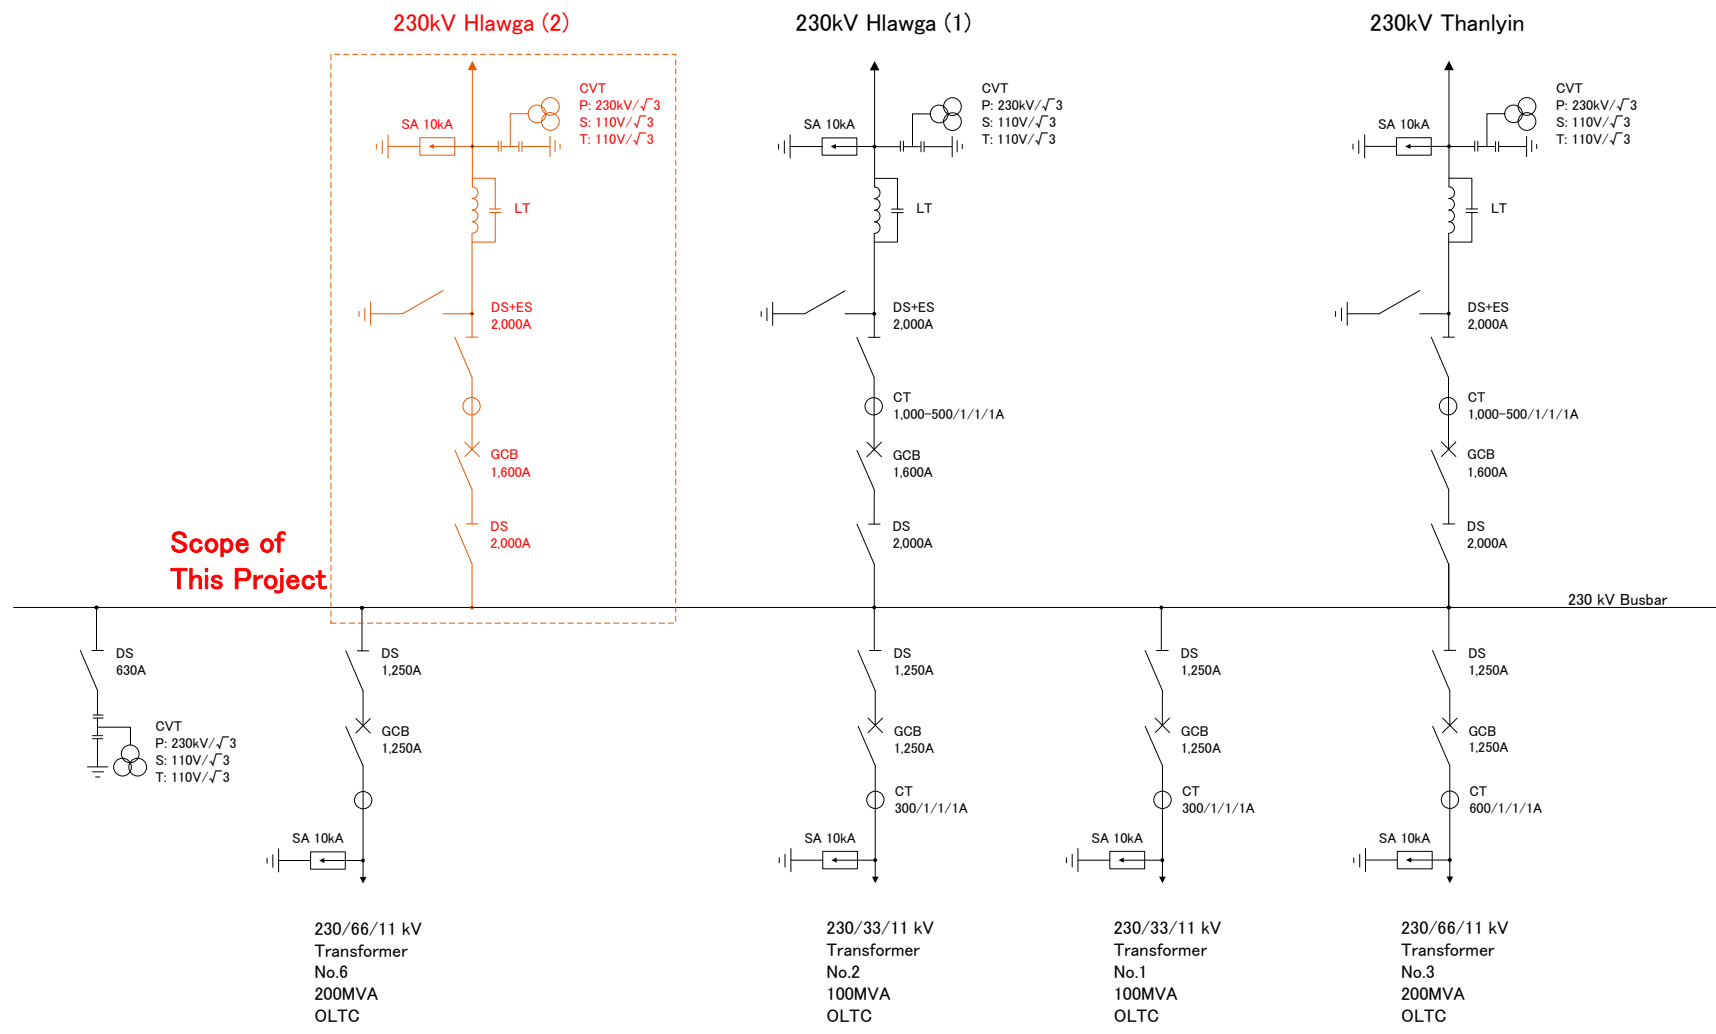 230kV Hlawga (2)
230kV Hlawga (1)
230kV Thanlyin
CVT
P: 230kV/√3
S: 110V/√3
T: 110V/√3
SA 10kA
LT
DS+ES
2,000A
GCB
1,600A
DS
2,000A
CVT
P: 230kV/√3
S: 110V/√3
T: 110V/√3
SA 10kA
LT
DS+ES
2,000A
CT
1,000-500/1/1/1A
GCB
1,600A
DS
2,000A
CVT
P: 230kV/√3
S: 110V/√3
T: 110V/√3
SA 10kA
LT
DS+ES
2,000A
CT
1,000-500/1/1/1A
GCB
1,600A
DS
2,000A
Scope of
This Project
230 kV Busbar
DS
630A
CVT
P: 230kV/√3
S: 110V/√3
T: 110V/√3
DS
1,250A
GCB
1,250A
SA 10kA
230/66/11 kV
Transformer
No.6
200MVA
OLTC
DS
1,250A
GCB
1,250A
CT
300/1/1/1A
SA 10kA
230/33/11 kV
Transformer
No.2
100MVA
OLTC
DS
1,250A
GCB
1,250A
CT
300/1/1/1A
SA 10kA
230/33/11 kV
Transformer
No.1
100MVA
OLTC
DS
1,250A
GCB
1,250A
CT
600/1/1/1A
SA 10kA
230/66/11 kV
Transformer
No.3
200MVA
OLTC